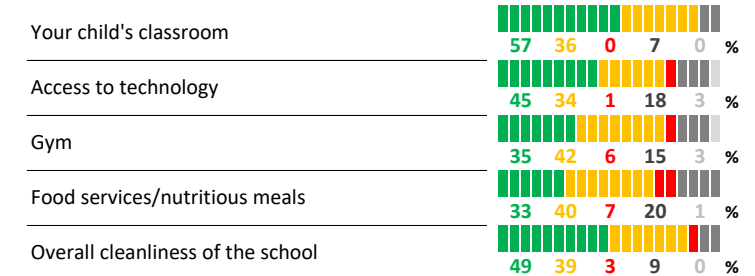 Your child's classroom
57 36 0 7 0 %
Access to technology
45 34 1 18 3 %
Gym
35 42 6 15 3 %
Food services/nutritious meals
33 40 7 20 1 %
Overall cleanliness of the school
49 39 3 9 0 %